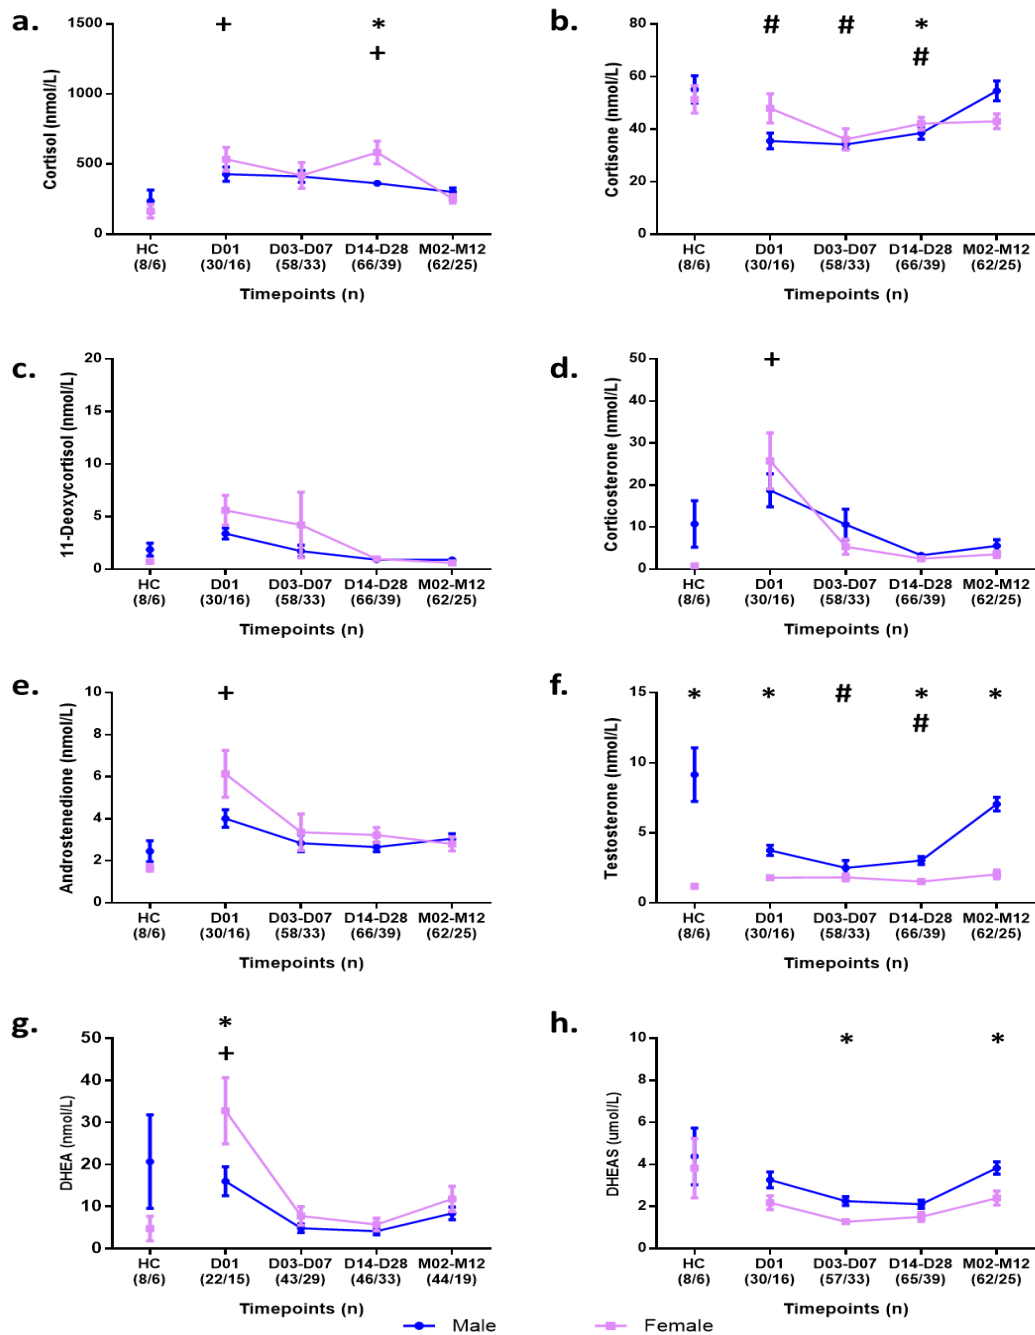 a.
+
*
+
Cortisol (nmol/L)
1500
1000
500
0
HC D01 D03-D07 D14-D28 M02-M12
(8/6) (30/16) (58/33) (66/39) (62/25)
Timepoints (n)
b.
# # *
#
Cortisone (nmol/L)
80
60
40
20
0
HC D01 D03-D07 D14-D28 M02-M12
(8/6) (30/16) (58/33) (66/39) (62/25)
Timepoints (n)
c.
11-Deoxycortisol (nmol/L)
20
15
10
5
0
HC D01 D03-D07 D14-D28 M02-M12
(8/6) (30/16) (58/33) (66/39) (62/25)
Timepoints (n)
d.
+
Corticosterone (nmol/L)
50
40
30
20
10
0
HC D01 D03-D07 D14-D28 M02-M12
(8/6) (30/16) (58/33) (66/39) (62/25)
Timepoints (n)
e.
+
Androstenedione (nmol/L)
10
8
6
4
2
0
HC D01 D03-D07 D14-D28 M02-M12
(8/6) (30/16) (58/33) (66/39) (62/25)
Timepoints (n)
f.
* * # * *
#
Testosterone (nmol/L)
15
10
5
0
HC D01 D03-D07 D14-D28 M02-M12
(8/6) (30/16) (58/33) (66/39) (62/25)
Timepoints (n)
g.
*
+
DHEA (nmol/L)
50
40
30
20
10
0
HC D01 D03-D07 D14-D28 M02-M12
(8/6) (22/15) (43/29) (46/33) (44/19)
Timepoints (n)
h.
* *
DHEAS (umol/L)
10
8
6
4
2
0
HC D01 D03-D07 D14-D28 M02-M12
(8/6) (30/16) (57/33) (65/39) (62/25)
Timepoints (n)
Male Female